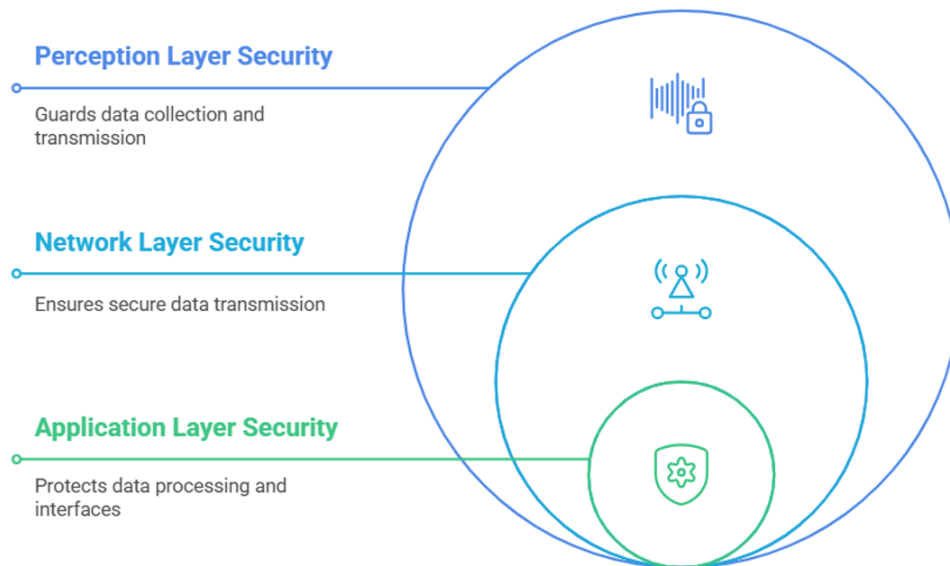 Perception Layer Security
Guards data collection and
transmission
Network Layer Security
Ensures secure data transmission
Application Layer Security
Protects data processing and
interfaces